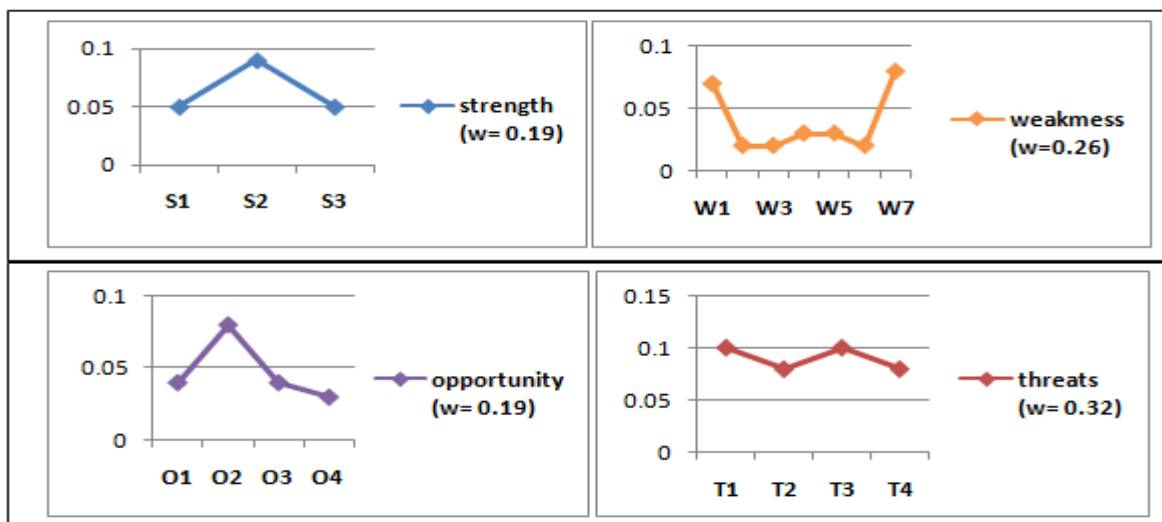 0.1
0.05
0
S1 S2 S3
strength
(w= 0.19)
0.1
0.05
0
W1 W3 W5 W7
weakmess
(w=0.26)
0.1
0.05
0
O1 O2 O3 O4
opportunity
(w= 0.19)
0.15
0.1
0.05
0
T1 T2 T3 T4
threats
(w= 0.32)